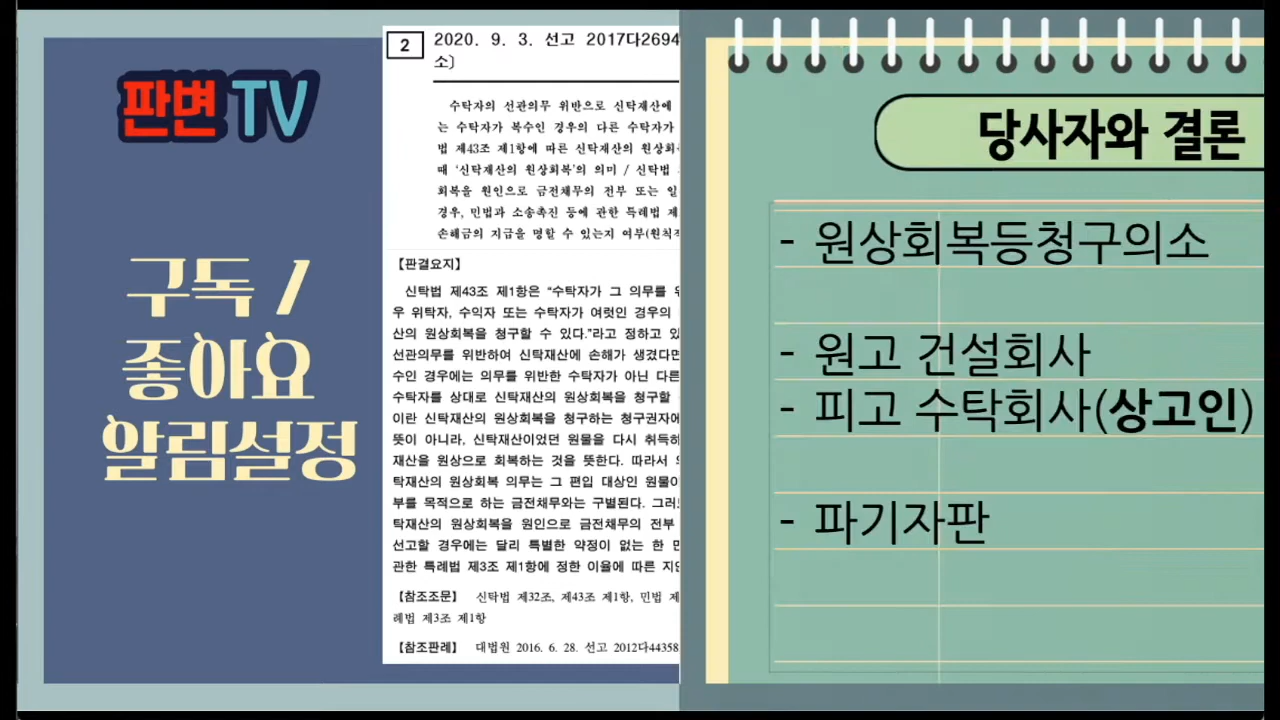 판변 TV
구독 /
좋아요
알림설정
2
2020. 9. 3. 선고 2017다2694
소〕
수탁자의 선관의무 위반으로 신탁재산에
는 수탁자가 복수인 경우의 다른 수탁자가
법 제43조 제1항에 따른 신탁재산의 원상회
때 ‘신탁재산의 원상회복’의 의미 / 신탁법
회복을 원인으로 금전채무의 전부 또는 일
경우, 민법과 소송촉진 등에 관한 특례법 제
손해금의 지급을 명할 수 있는지 여부(원칙적
【판결요지】
신탁법 제43조 제1항은 “수탁자가 그 의무를 위
우 위탁자, 수익자 또는 수탁자가 여럿인 경우의
산의 원상회복을 청구할 수 있다.”라고 정하고 있
선관의무를 위반하여 신탁재산에 손해가 생겼다면
수인 경우에는 의무를 위반한 수탁자가 아닌 다른
수탁자를 상대로 신탁재산의 원상회복을 청구할
이란 신탁재산의 원상회복을 청구하는 청구권자에
뜻이 아니라, 신탁재산이었던 원물을 다시 취득하
재산을 원상으로 회복하는 것을 뜻한다. 따라서
탁재산의 원상회복 의무는 그 편입 대상인 원물이
부를 목적으로 하는 금전채무와는 구별된다. 그러
탁재산의 원상회복을 원인으로 금전채무의 전부
선고할 경우에는 달리 특별한 약정이 없는 한 민
관한 특례법 제3조 제1항에 정한 이율에 따른 지
【참조조문】 신탁법 제32조, 제43조 제1항, 민법 제
례법 제3조 제1항
【참조판례】 대법원 2016. 6. 28. 선고 2012다44358
당사자와 결론
- 원상회복등청구의소
- 원고 건설회사
- 피고 수탁회사(상고인)
- 파기자판